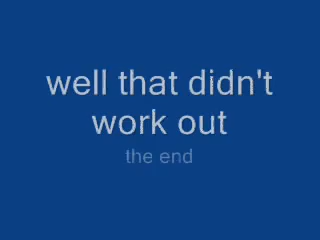 well that didn't
work out
the end